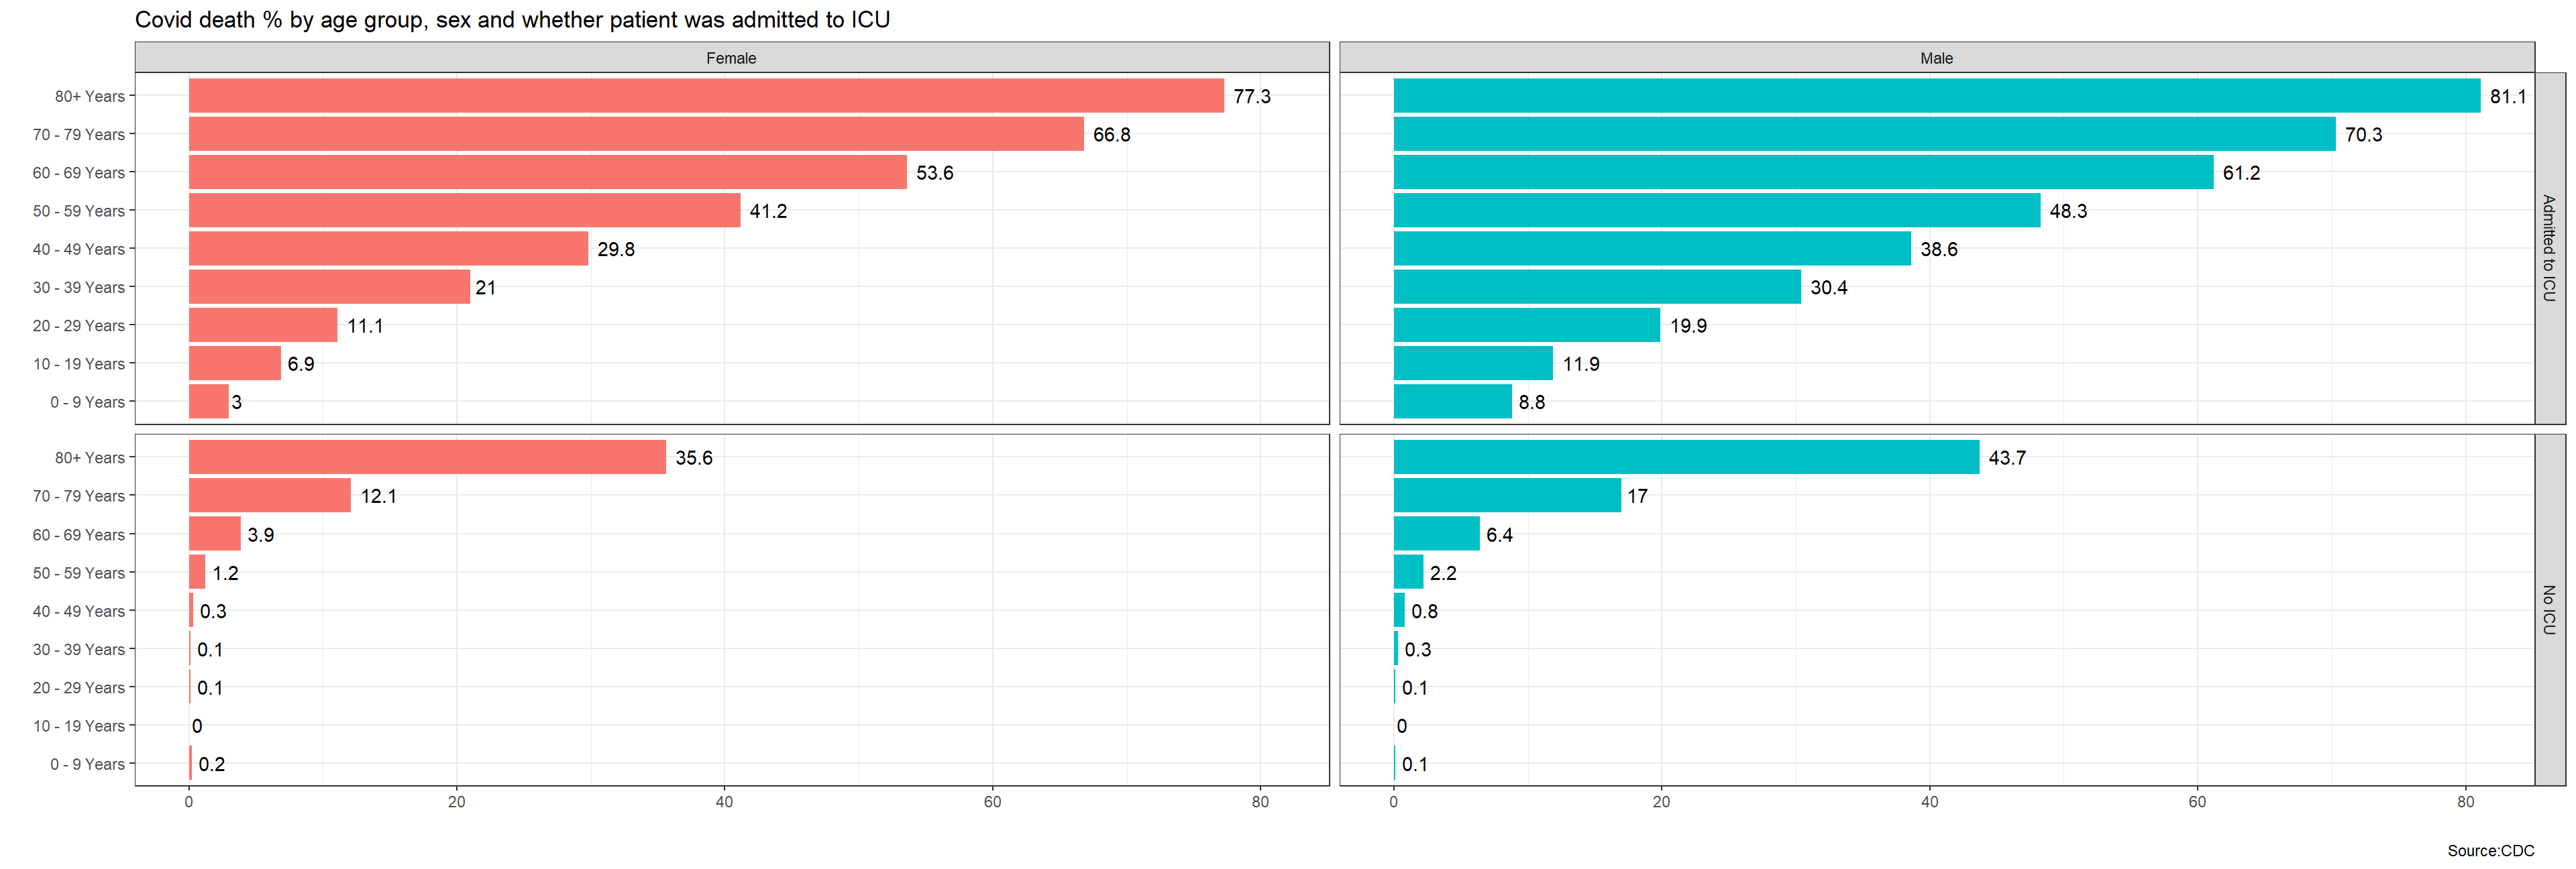 Covid death % by age group, sex and whether patient was admitted to ICU
Female
Male
80+ Years 77.3 81.1
70 - 79 Years 66.8 70.3
60 - 69 Years 53.6 61.2
50 - 59 Years 41.2 48.3
40 - 49 Years 29.8 38.6
30 - 39 Years 21 30.4
20 - 29 Years 11.1 19.9
10 - 19 Years 6.9 11.9
0 - 9 Years 3 8.8
Admitted to ICU
80+ Years 35.6 43.7
70 - 79 Years 12.1 17
60 - 69 Years 3.9 6.4
50 - 59 Years 1.2 2.2
40 - 49 Years 0.3 0.8
30 - 39 Years 0.1 0.3
20 - 29 Years 0.1 0.1
10 - 19 Years 0 0
0 - 9 Years 0.2 0.1
No ICU
0 20 40 60 80 0 20 40 60 80
Source:CDC